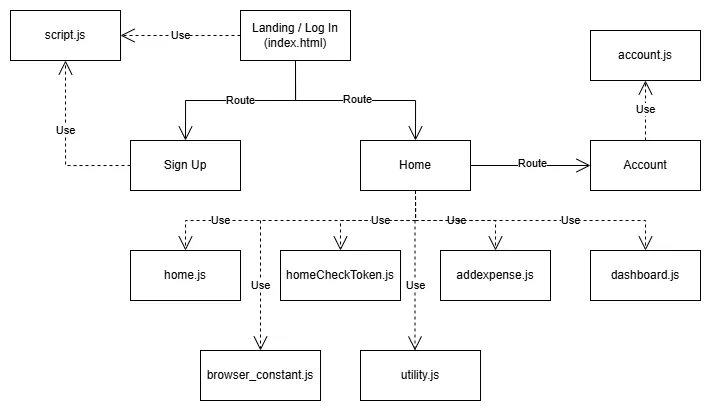 script.js
Use
Landing / Log In
(index.html)
account.js
Route
Route
Use
Use
Sign Up
Home
Route
Account
Use
Use
Use
Use
home.js
homeCheckToken.js
addexpense.js
dashboard.js
Use
Use
browser_constant.js
utility.js